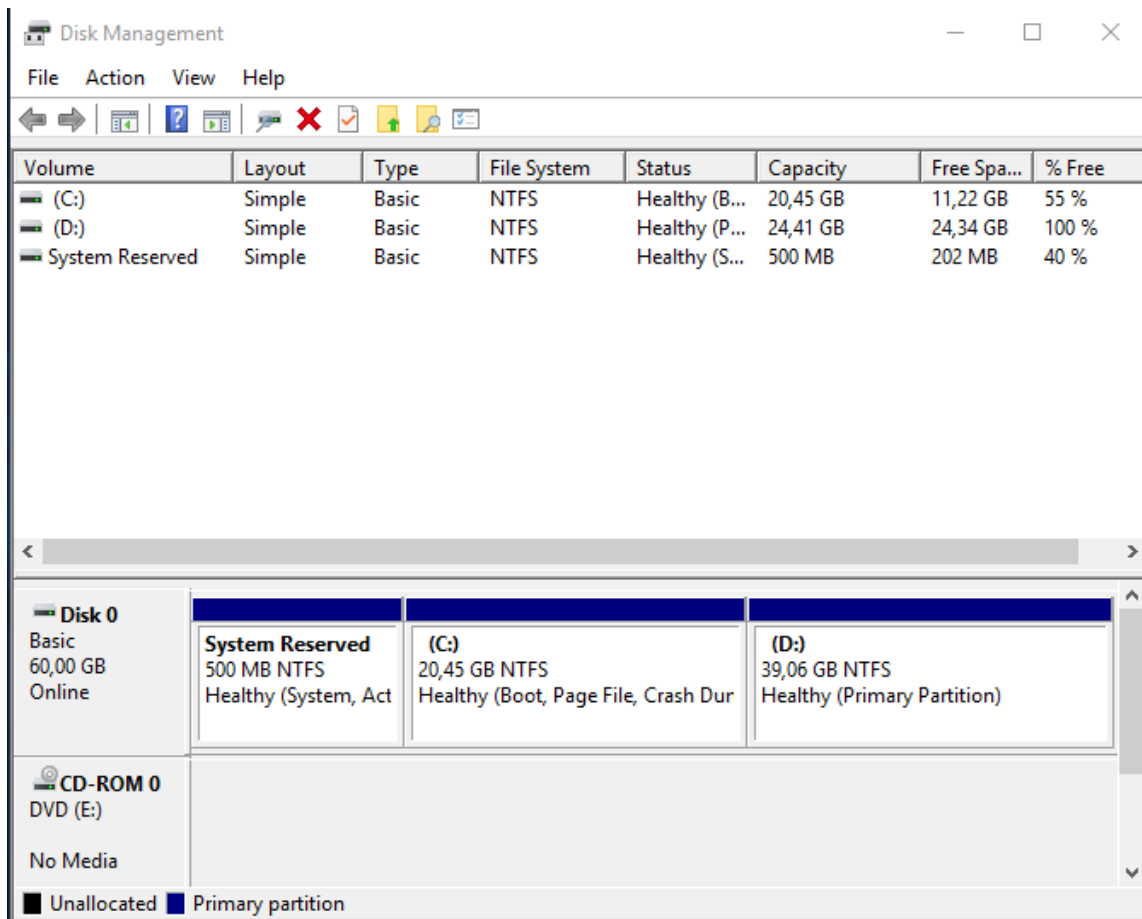 Disk Management
File Action View Help
Volume Layout Type File System Status Capacity Free Spa... % Free
(C:) Simple Basic NTFS Healthy (B... 20,45 GB 11,22 GB 55 %
(D:) Simple Basic NTFS Healthy (P... 24,41 GB 24,34 GB 100 %
System Reserved Simple Basic NTFS Healthy (S... 500 MB 202 MB 40 %
Disk 0
Basic
60,00 GB
Online
System Reserved
500 MB NTFS
Healthy (System, Act
(C:)
20,45 GB NTFS
Healthy (Boot, Page File, Crash Dur
(D:)
39,06 GB NTFS
Healthy (Primary Partition)
CD-ROM 0
DVD (E:)
No Media
Unallocated Primary partition